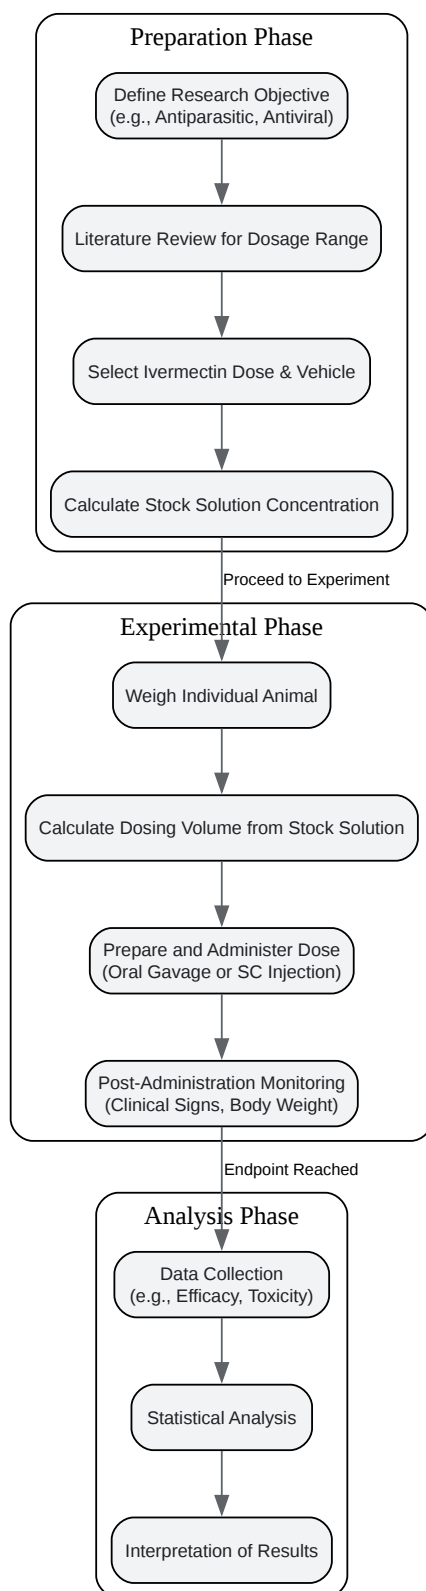 Preparation Phase
Define Research Objective
(e.g., Antiparasitic, Antiviral)
Literature Review for Dosage Range
Select Ivermectin Dose & Vehicle
Calculate Stock Solution Concentration
Proceed to Experiment
Experimental Phase
Weigh Individual Animal
Calculate Dosing Volume from Stock Solution
Prepare and Administer Dose
(Oral Gavage or SC Injection)
Post-Administration Monitoring
(Clinical Signs, Body Weight)
Endpoint Reached
Analysis Phase
Data Collection
(e.g., Efficacy, Toxicity)
Statistical Analysis
Interpretation of Results